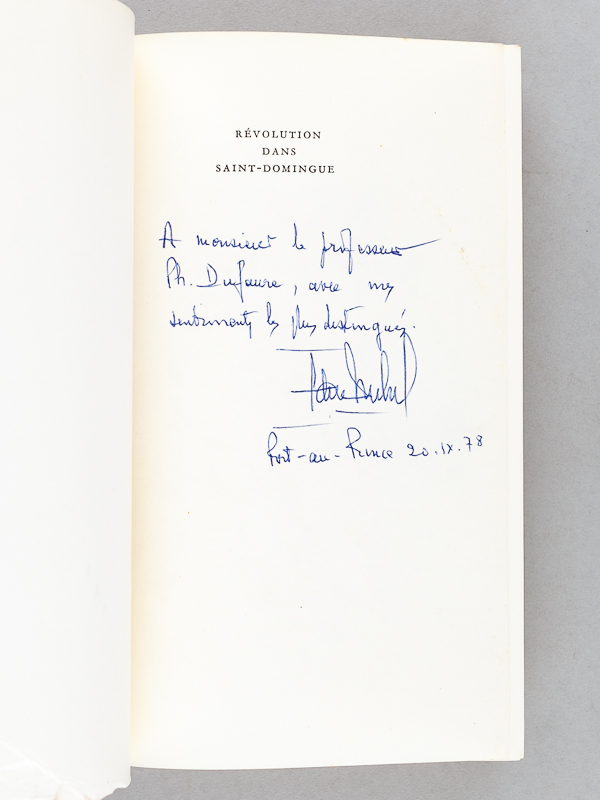 RÉVOLUTION
DANS
SAINT-DOMINGUE
A monsieur le professeur
Ph. Dufaure, avec mes
sentiments les plus distingués.
Port-au-Prince 20.IX.78